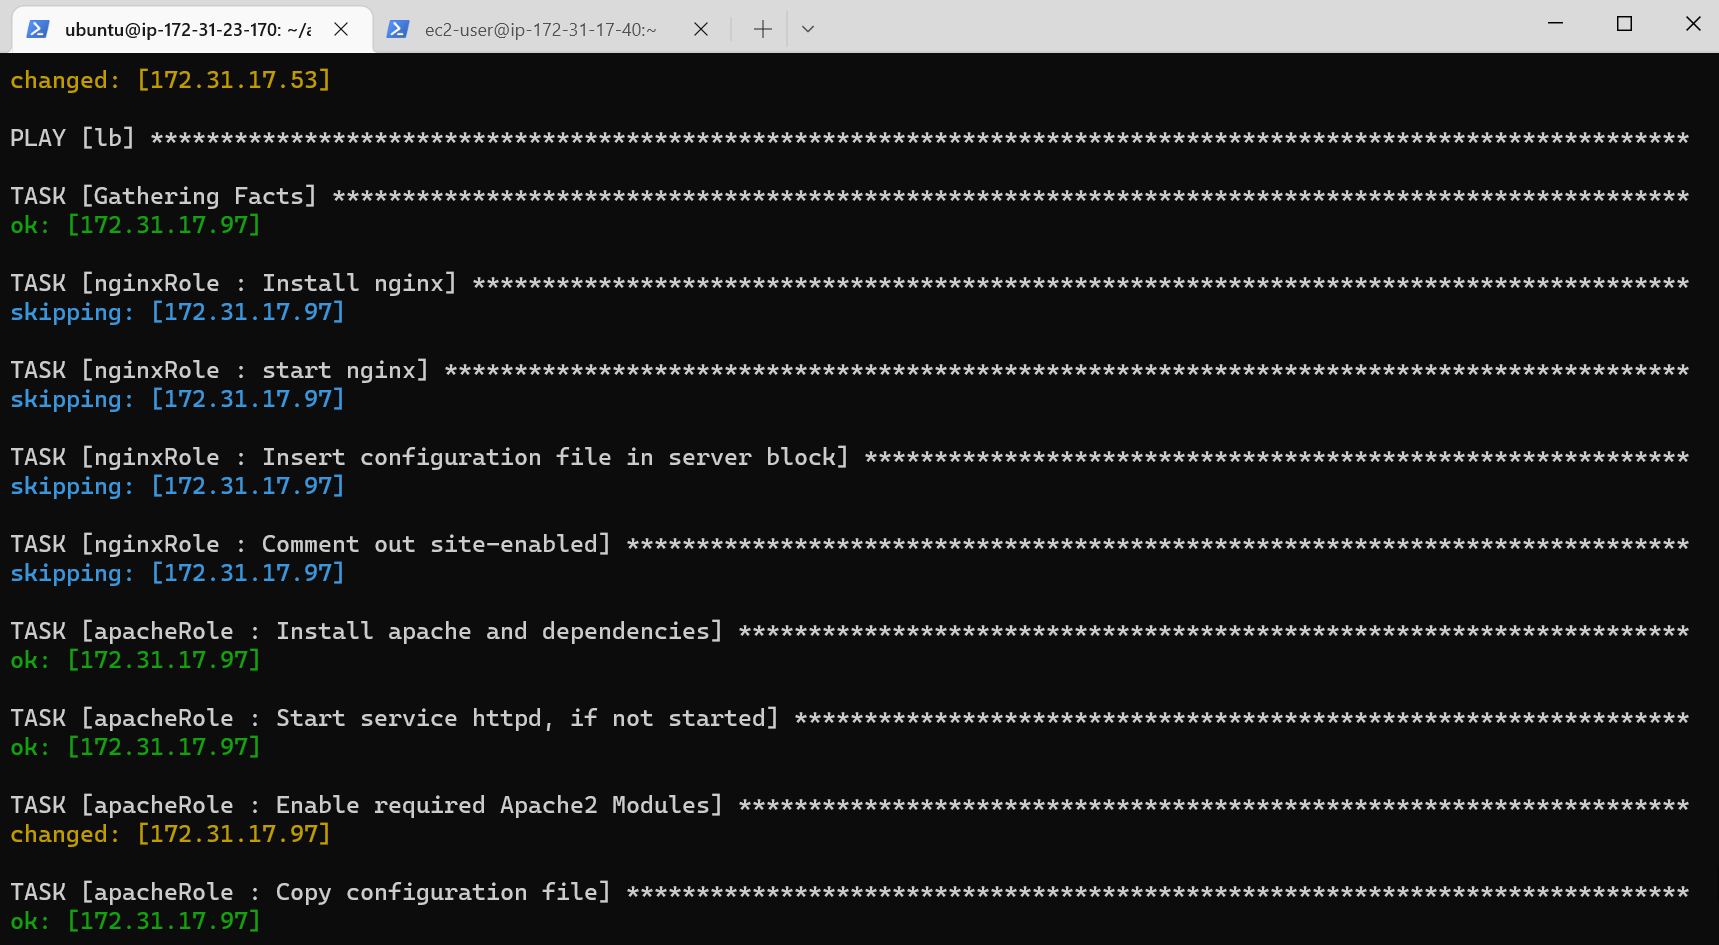 ubuntu@ip-172-31-23-170: ~/a
ec2-user@ip-172-31-17-40:~
changed: [172.31.17.53]
PLAY [lb] **************************************************************************************************************
TASK [Gathering Facts] *************************************************************************************************
ok: [172.31.17.97]
TASK [nginxRole : Install nginx] ***************************************************************************************
skipping: [172.31.17.97]
TASK [nginxRole : start nginx] *****************************************************************************************
skipping: [172.31.17.97]
TASK [nginxRole : Insert configuration file in server block] ***********************************************************
skipping: [172.31.17.97]
TASK [nginxRole : Comment out site-enabled] ****************************************************************************
skipping: [172.31.17.97]
TASK [apacheRole : Install apache and dependencies] ********************************************************************
ok: [172.31.17.97]
TASK [apacheRole : Start service httpd, if not started] ****************************************************************
ok: [172.31.17.97]
TASK [apacheRole : Enable required Apache2 Modules] ********************************************************************
changed: [172.31.17.97]
TASK [apacheRole : Copy configuration file] ****************************************************************************
ok: [172.31.17.97]